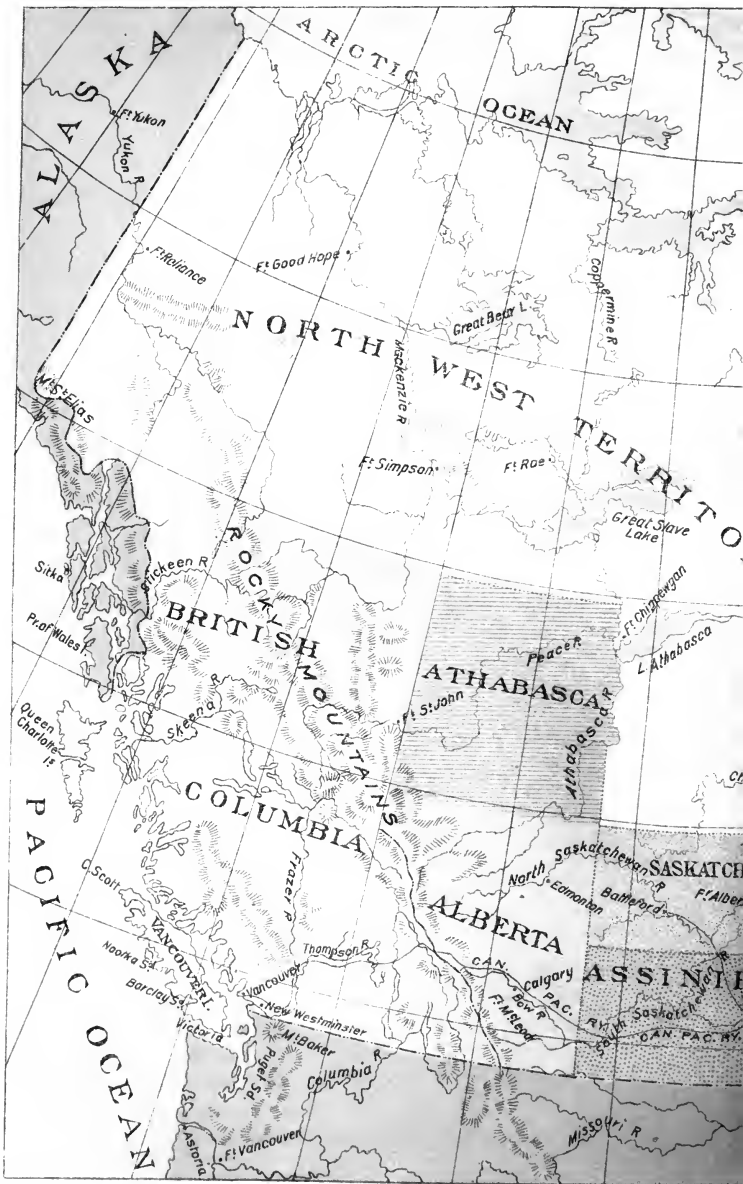 ALASKA
ARCTIC OCEAN
Ft Yukon
Yukon R
Ft Reliance
Ft Good Hope
Coppermine R
Great Bear L
NORTH WEST TERRITO
Mackenzie R
Mt St Elias
Ft Simpson
Ft Rae
Great Slave
Lake
Sitka
Stickeen R
ROCKY MOUNTAINS
BRITISH
COLUMBIA
Ft Chippewgan
L. Athabasca
Peace R
ATHABASCA
Pr. of Wales I
Ft St John
Athabasca R
Skeena R
Queen
Charlotte
Is
PACIFIC OCEAN
North Saskatchewan R
SASKATCH
Edmonton
Battleford
Ft Alber
C. Scott
Frazer R
ALBERTA
VANCOUVER I.
Thompson R
CAN. PAC. RY.
Calgary
ASSINIB
Nootka Sd
Vancouver
Bow R
Ft McLeod
South Saskatchewan R
Barclay Sd
New Westminster
CAN. PAC. RY.
Victoria
Mt Baker
Puget Sd
Columbia R
Missouri R
Astoria
Ft Vancouver